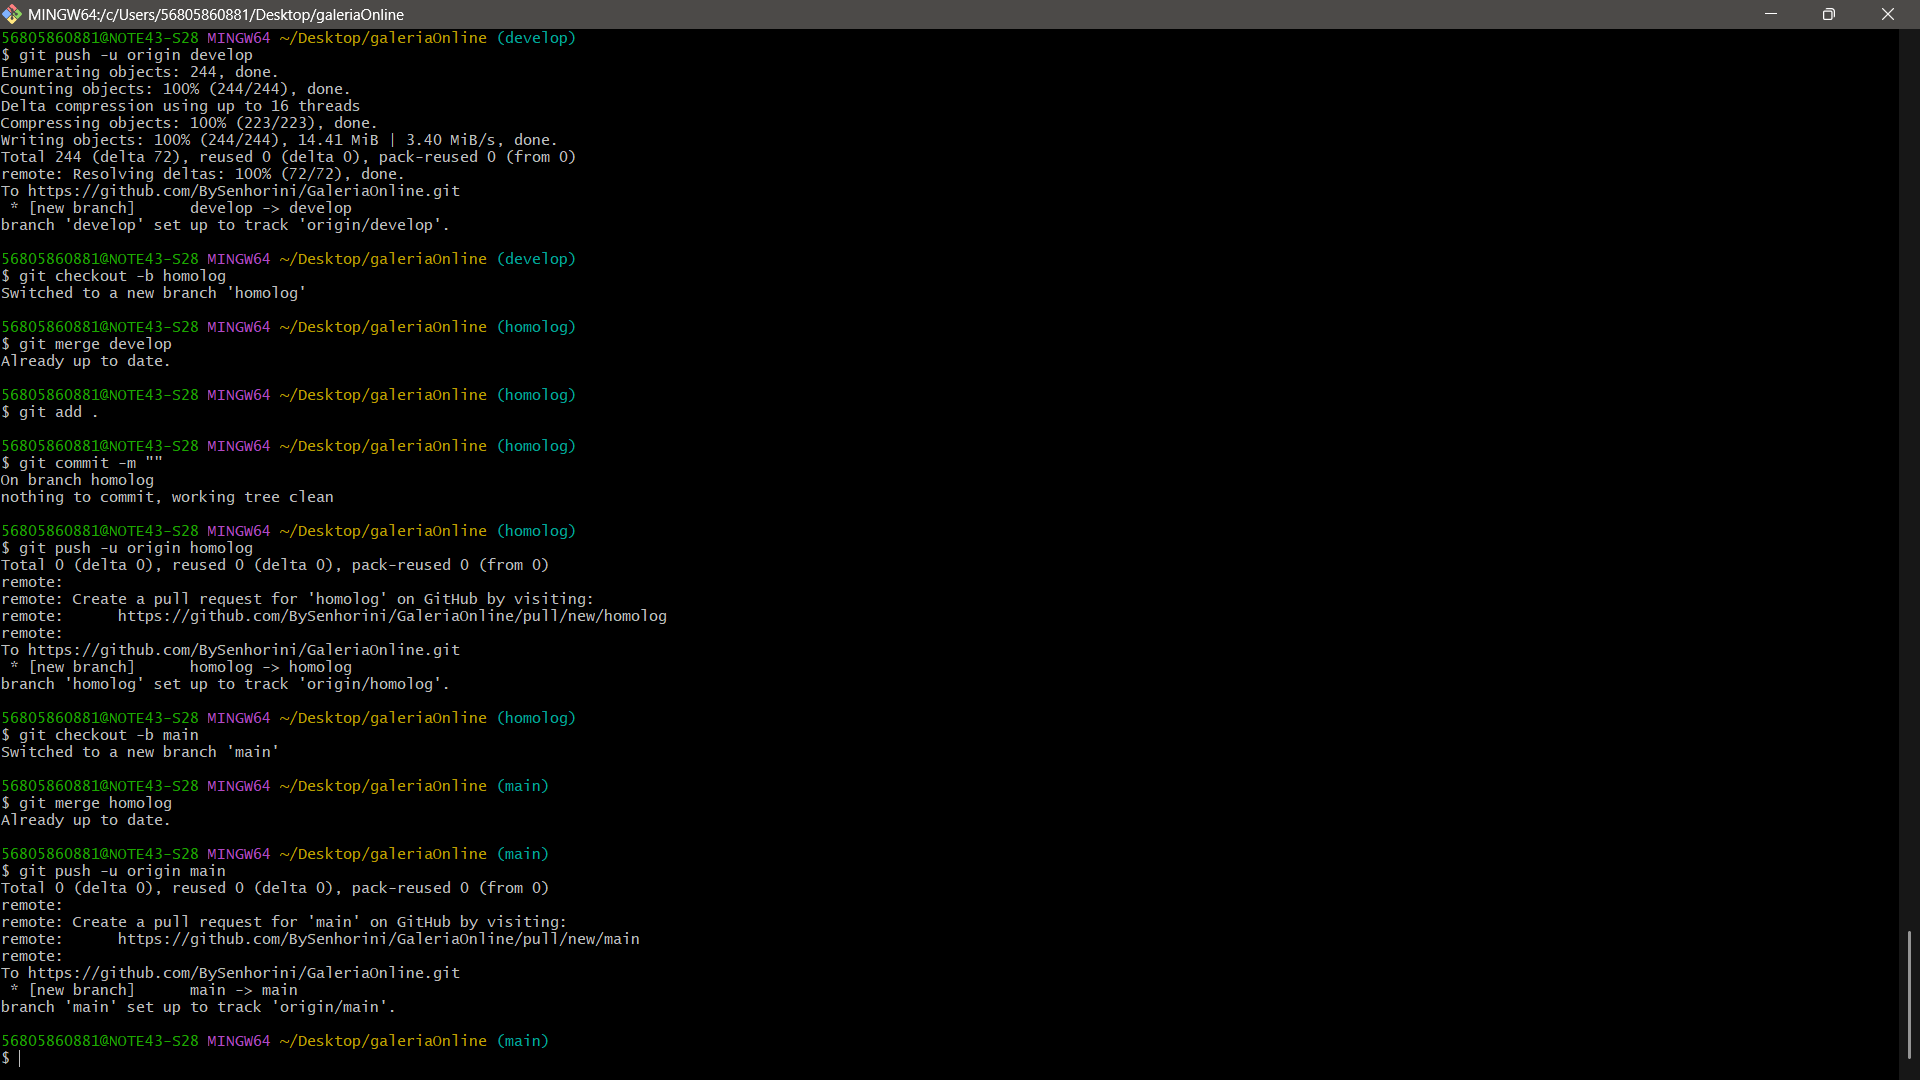 MINGW64:/c/Users/56805860881/Desktop/galeriaOnline
56805860881@NOTE43-S28 MINGW64 ~/Desktop/galeriaOnline (develop)
$ git push -u origin develop
Enumerating objects: 244, done.
Counting objects: 100% (244/244), done.
Delta compression using up to 16 threads
Compressing objects: 100% (223/223), done.
Writing objects: 100% (244/244), 14.41 MiB | 3.40 MiB/s, done.
Total 244 (delta 72), reused 0 (delta 0), pack-reused 0 (from 0)
remote: Resolving deltas: 100% (72/72), done.
To https://github.com/BySenhorini/GaleriaOnline.git
 * [new branch]      develop -> develop
branch 'develop' set up to track 'origin/develop'.
56805860881@NOTE43-S28 MINGW64 ~/Desktop/galeriaOnline (develop)
$ git checkout -b homolog
Switched to a new branch 'homolog'
56805860881@NOTE43-S28 MINGW64 ~/Desktop/galeriaOnline (homolog)
$ git merge develop
Already up to date.
56805860881@NOTE43-S28 MINGW64 ~/Desktop/galeriaOnline (homolog)
$ git add .
56805860881@NOTE43-S28 MINGW64 ~/Desktop/galeriaOnline (homolog)
$ git commit -m ""
On branch homolog
nothing to commit, working tree clean
56805860881@NOTE43-S28 MINGW64 ~/Desktop/galeriaOnline (homolog)
$ git push -u origin homolog
Total 0 (delta 0), reused 0 (delta 0), pack-reused 0 (from 0)
remote:
remote: Create a pull request for 'homolog' on GitHub by visiting:
remote:      https://github.com/BySenhorini/GaleriaOnline/pull/new/homolog
remote:
To https://github.com/BySenhorini/GaleriaOnline.git
 * [new branch]      homolog -> homolog
branch 'homolog' set up to track 'origin/homolog'.
56805860881@NOTE43-S28 MINGW64 ~/Desktop/galeriaOnline (homolog)
$ git checkout -b main
Switched to a new branch 'main'
56805860881@NOTE43-S28 MINGW64 ~/Desktop/galeriaOnline (main)
$ git merge homolog
Already up to date.
56805860881@NOTE43-S28 MINGW64 ~/Desktop/galeriaOnline (main)
$ git push -u origin main
Total 0 (delta 0), reused 0 (delta 0), pack-reused 0 (from 0)
remote:
remote: Create a pull request for 'main' on GitHub by visiting:
remote:      https://github.com/BySenhorini/GaleriaOnline/pull/new/main
remote:
To https://github.com/BySenhorini/GaleriaOnline.git
 * [new branch]      main -> main
branch 'main' set up to track 'origin/main'.
56805860881@NOTE43-S28 MINGW64 ~/Desktop/galeriaOnline (main)
$